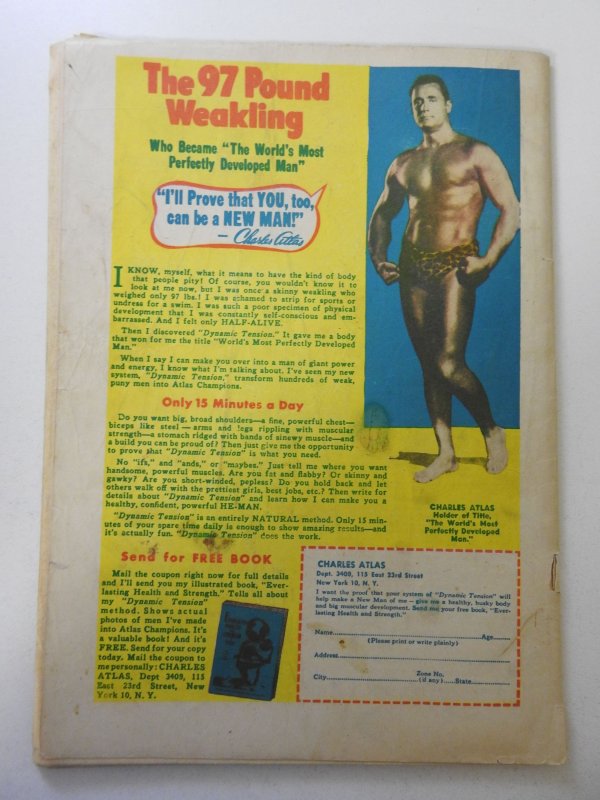 The 97 Pound
Weakling
Who Became "The World's Most
Perfectly Developed Man"
"I'll Prove that YOU, too,
can be a NEW MAN!"
— Charles Atlas
I KNOW, myself, what it means to have the kind of body
that people pity! Of course, you wouldn't know it to
look at me now, but I was once a skinny weakling who
weighed only 97 lbs.! I was ashamed to strip for sports or
undress for a swim. I was such a poor specimen of physical
development that I was constantly self-conscious and em-
barrassed. And I felt only HALF-ALIVE.
Then I discovered "Dynamic Tension." It gave me a body
that won for me the title "World's Most Perfectly Developed
Man."
When I say I can make you over into a man of giant power
and energy, I know what I'm talking about. I've seen my new
system, "Dynamic Tension," transform hundreds of weak,
puny men into Atlas Champions.
Only 15 Minutes a Day
Do you want big, broad shoulders—a fine, powerful chest—
biceps like steel—arms and legs rippling with muscular
strength—a stomach ridged with bands of sinewy muscle—and
a build you can be proud of? Then just give me the opportunity
to prove that "Dynamic Tension" is what you need.
No "ifs," and "ands," or "maybes." Just tell me where you want
handsome, powerful muscles. Are you fat and flabby? Or skinny and
gawky? Are you short-winded, pepless? Do you hold back and let
others walk off with the prettiest girls, best jobs, etc.? Then write for
details about "Dynamic Tension" and learn how I can make you a
healthy, confident, powerful HE-MAN.
"Dynamic Tension" is an entirely NATURAL method. Only 15 min-
utes of your spare time daily is enough to show amazing results—and
it's actually fun. "Dynamic Tension" does the work.
Send for FREE BOOK
Mail the coupon right now for full details
and I'll send you my illustrated book, "Ever-
lasting Health and Strength." Tells all about
my "Dynamic Tension"
method. Shows actual
photos of men I've made
into Atlas Champions. It's
a valuable book! And it's
FREE. Send for your copy
today. Mail the coupon to
me personally: CHARLES
ATLAS, Dept 3409, 115
East 23rd Street, New
York 10, N. Y.
CHARLES ATLAS
Holder of Title,
"The World's Most
Perfectly Developed
Man."
CHARLES ATLAS
Dept. 3409, 115 East 23rd Street
New York 10, N. Y.
I want the proof that your system of "Dynamic Tension" will
help make a New Man of me — give me a healthy, husky body
and big muscular development. Send me your free book, "Ever-
lasting Health and Strength."
Name Age
(Please print or write plainly)
Address
Zone No.
City (if any) State